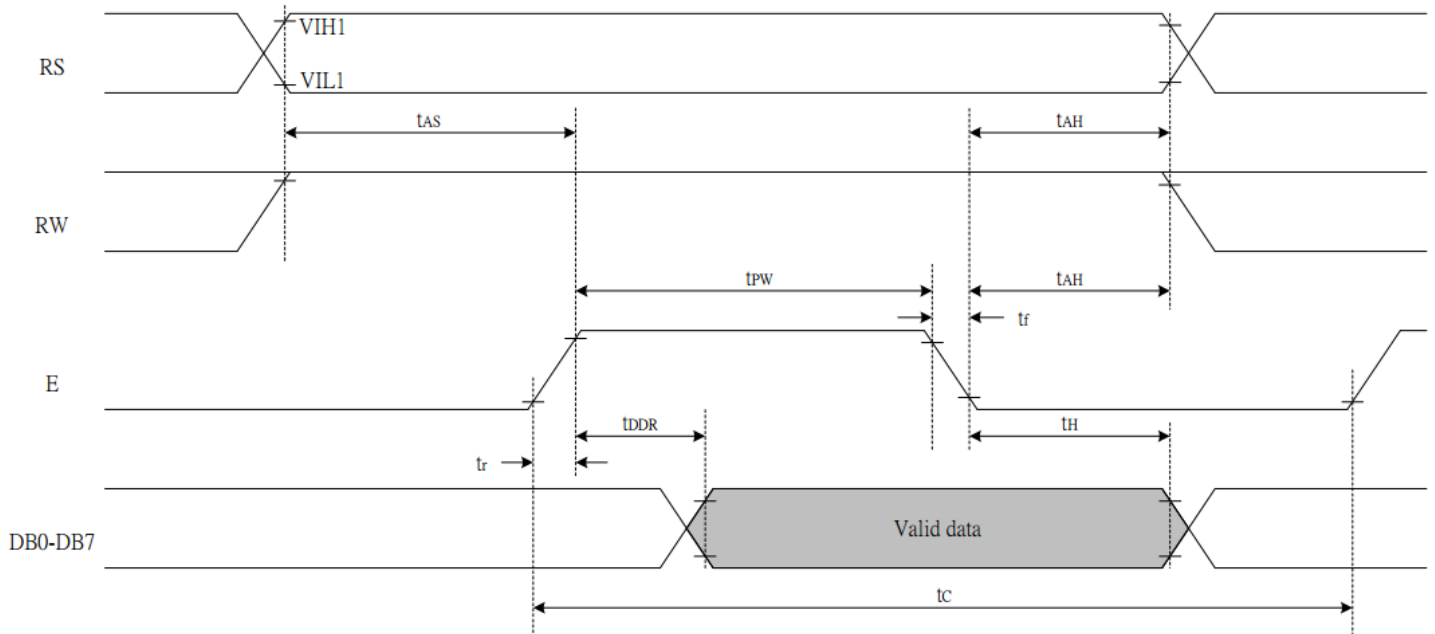 VIH1
RS
VIL1
tAS
tAH
RW
tPW
tAH
tf
E
tDDR
tH
tr
Valid data
DB0-DB7
tC